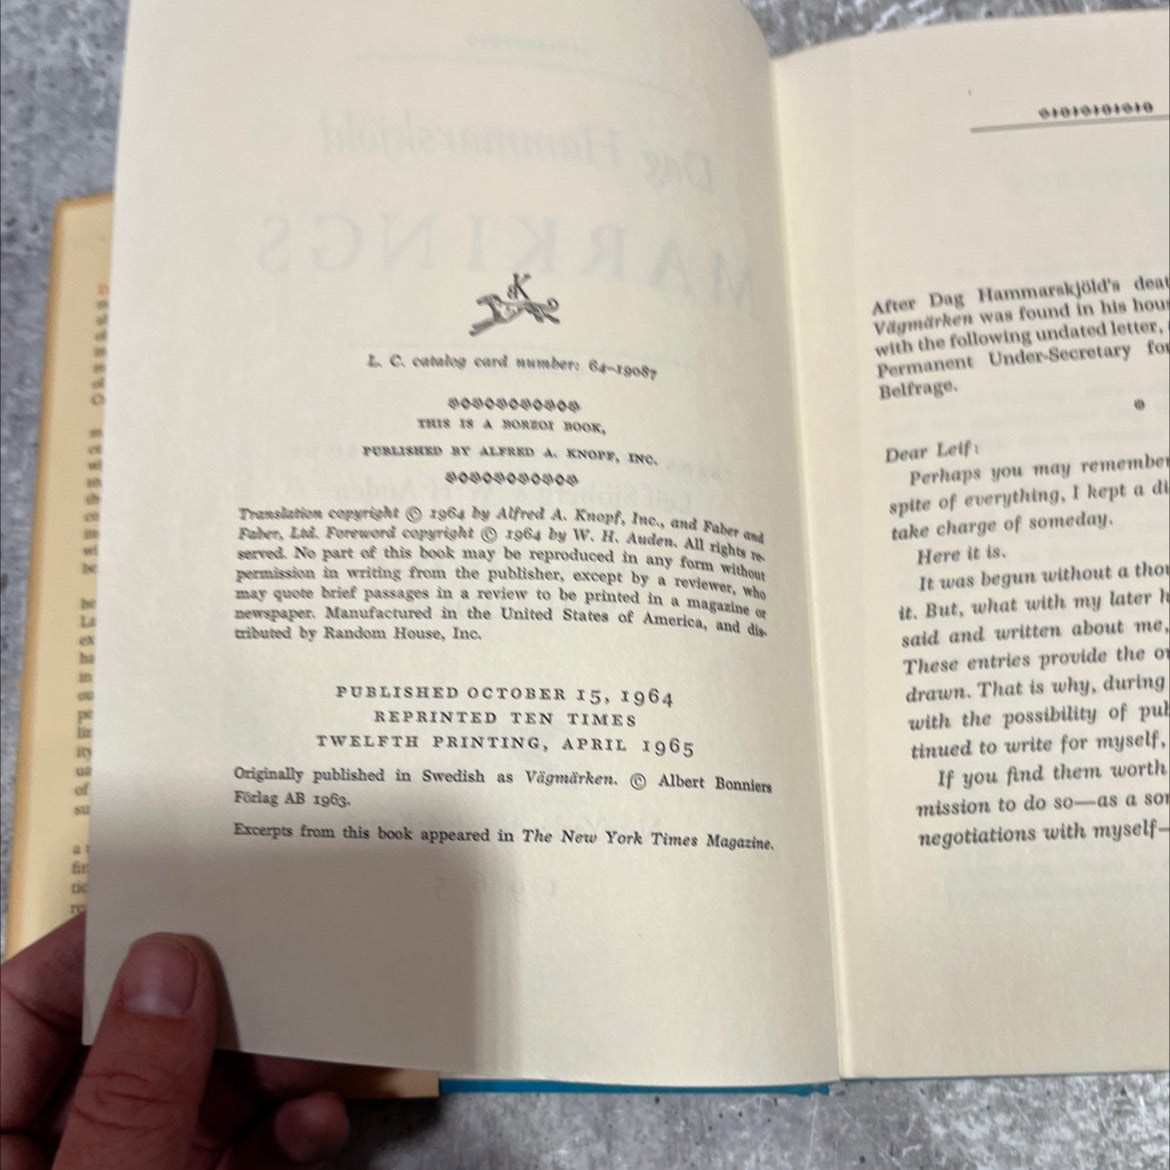 K
L. C. catalog card number: 64-19087
THIS IS A BORZOI BOOK,
PUBLISHED BY ALFRED A. KNOPF, INC.
Translation copyright © 1964 by Alfred A. Knopf, Inc., and Faber and
Faber, Ltd. Foreword copyright © 1964 by W. H. Auden. All rights re-
served. No part of this book may be reproduced in any form without
permission in writing from the publisher, except by a reviewer, who
may quote brief passages in a review to be printed in a magazine or
newspaper. Manufactured in the United States of America, and dis-
tributed by Random House, Inc.
PUBLISHED OCTOBER 15, 1964
REPRINTED TEN TIMES
TWELFTH PRINTING, APRIL 1965
Originally published in Swedish as Vägmärken. © Albert Bonniers
Förlag AB 1963.
Excerpts from this book appeared in The New York Times Magazine.
After Dag Hammarskjöld's
Vägmärken was found in his
with the following undated letter,
Permanent Under-Secretary
Belfrage.
Dear Leif:
Perhaps you may remember
spite of everything, I kept a
take charge of someday.
Here it is.
It was begun without a
it. But, what with my later
said and written about me,
These entries provide the
drawn. That is why, during
with the possibility of
tinued to write for myself,
If you find them worth
mission to do so—as a
negotiations with myself—